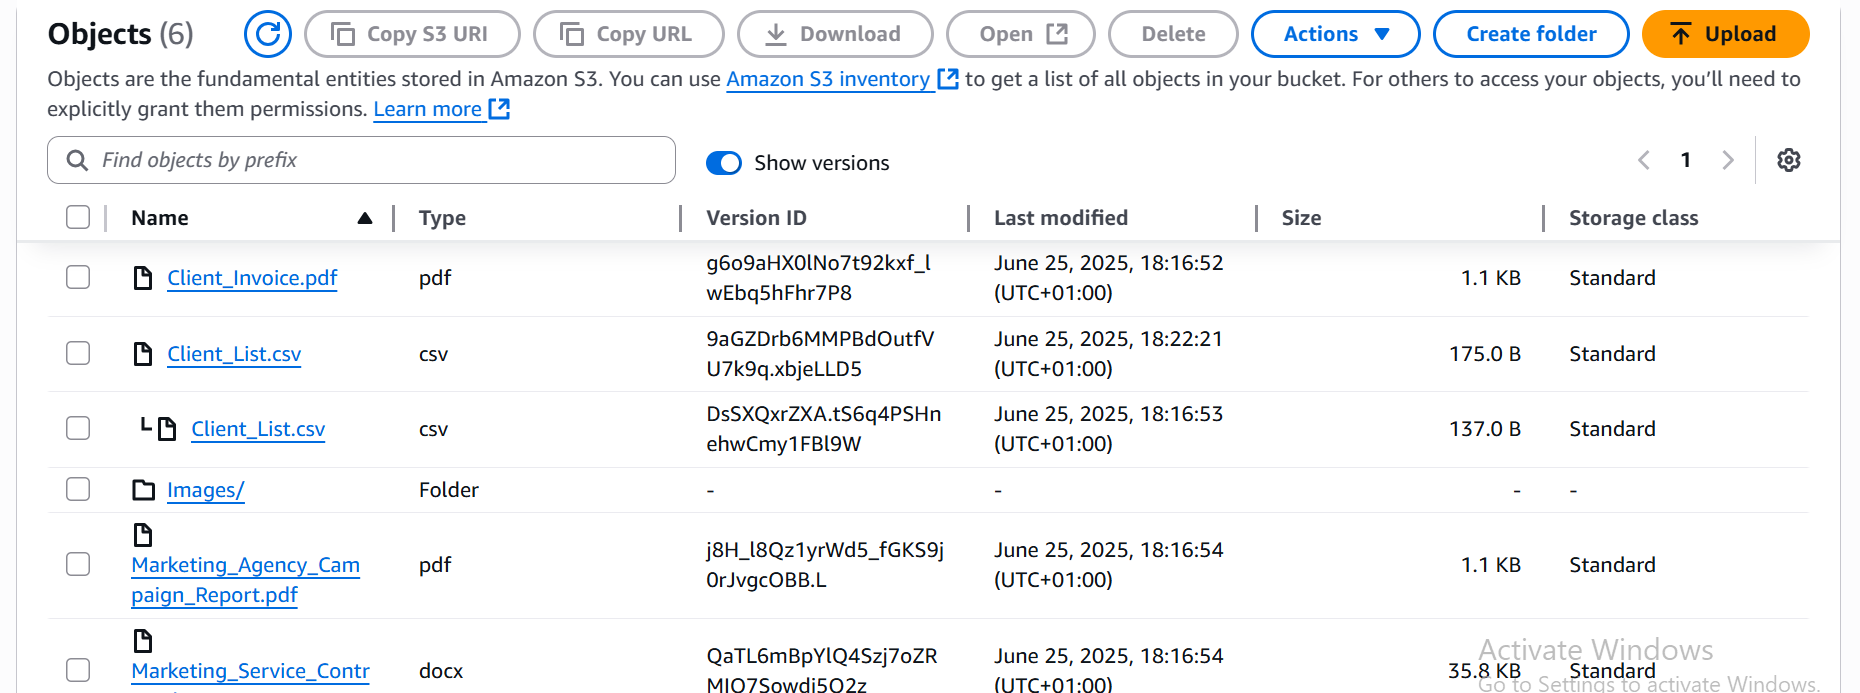 Objects (6)
Copy S3 URI
Copy URL
Download
Open
Delete
Actions
Create folder
Upload
Objects are the fundamental entities stored in Amazon S3. You can use Amazon S3 inventory to get a list of all objects in your bucket. For others to access your objects, you’ll need to
explicitly grant them permissions. Learn more
Find objects by prefix
Show versions
1
Name Type Version ID Last modified Size Storage class
Client_Invoice.pdf pdf g6o9aHX0lNo7t92kxf_l June 25, 2025, 18:16:52 1.1 KB Standard
wEbq5hFhr7P8 (UTC+01:00)
Client_List.csv csv 9aGZDrb6MMPBdOutfV June 25, 2025, 18:22:21 175.0 B Standard
U7k9q.xbjeLLD5 (UTC+01:00)
Client_List.csv csv DsSXQxrZXA.tS6q4PSHn June 25, 2025, 18:16:53 137.0 B Standard
ehwCmy1FBl9W (UTC+01:00)
Images/ Folder - - - -
Marketing_Agency_Cam pdf j8H_l8Qz1yrWd5_fGKS9j June 25, 2025, 18:16:54 1.1 KB Standard
paign_Report.pdf 0rJvgcOBB.L (UTC+01:00)
Marketing_Service_Contr docx QaTL6mBpYlQ4Szj7oZR June 25, 2025, 18:16:54 35.8 KB Standard
MIO7Sowdi5O2z (UTC+01:00)
Activate Windows
Go to Settings to activate Windows.